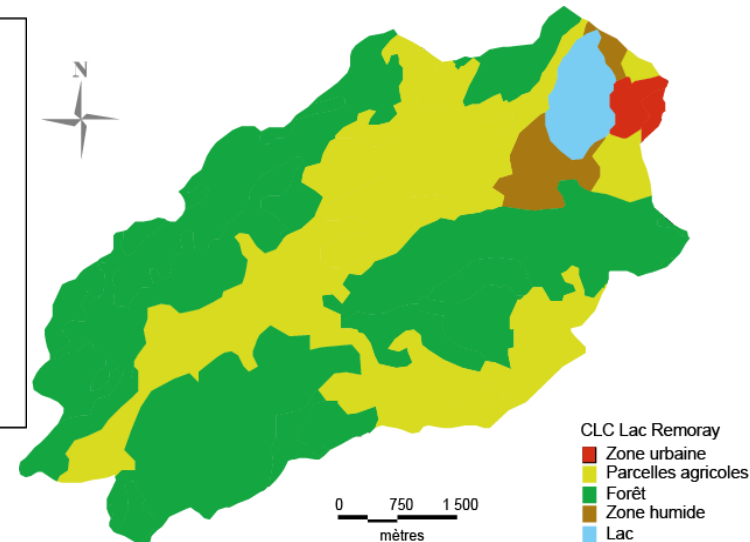 N
0 750 1 500
mètres
CLC Lac Remoray
Zone urbaine
Parcelles agricoles
Forêt
Zone humide
Lac